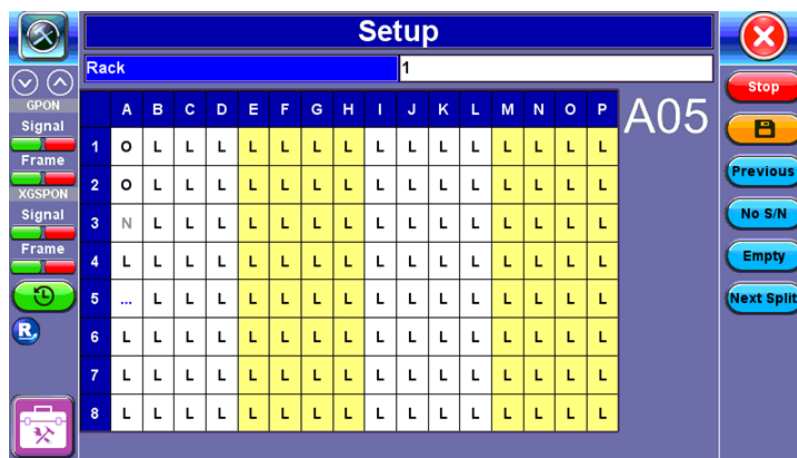 Setup
Rack 1
A B C D E F G H I J K L M N O P
1 O L L L L L L L L L L L L L L L
2 O L L L L L L L L L L L L L L L
3 N L L L L L L L L L L L L L L L
4 L L L L L L L L L L L L L L L L
5 ... L L L L L L L L L L L L L L L
6 L L L L L L L L L L L L L L L L
7 L L L L L L L L L L L L L L L L
8 L L L L L L L L L L L L L L L L
A05
GPON
Signal
Frame
XGSPON
Signal
Frame
R
Stop
Previous
No S/N
Empty
Next Split